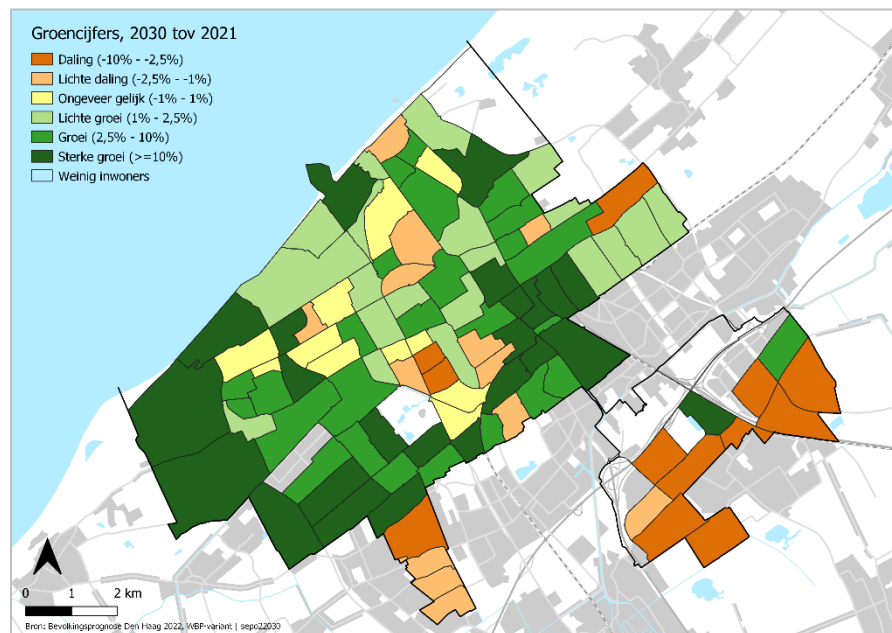 Groencijfers, 2030 tov 2021
Daling (-10% - -2,5%)
Lichte daling (-2,5% - -1%)
Ongeveer gelijk (-1% - 1%)
Lichte groei (1% - 2,5%)
Groei (2,5% - 10%)
Sterke groei (>=10%)
Weinig inwoners
0 1 2 km
Bron: Bevolkingsprognose Den Haag 2022, WBP-variant | sepo22030